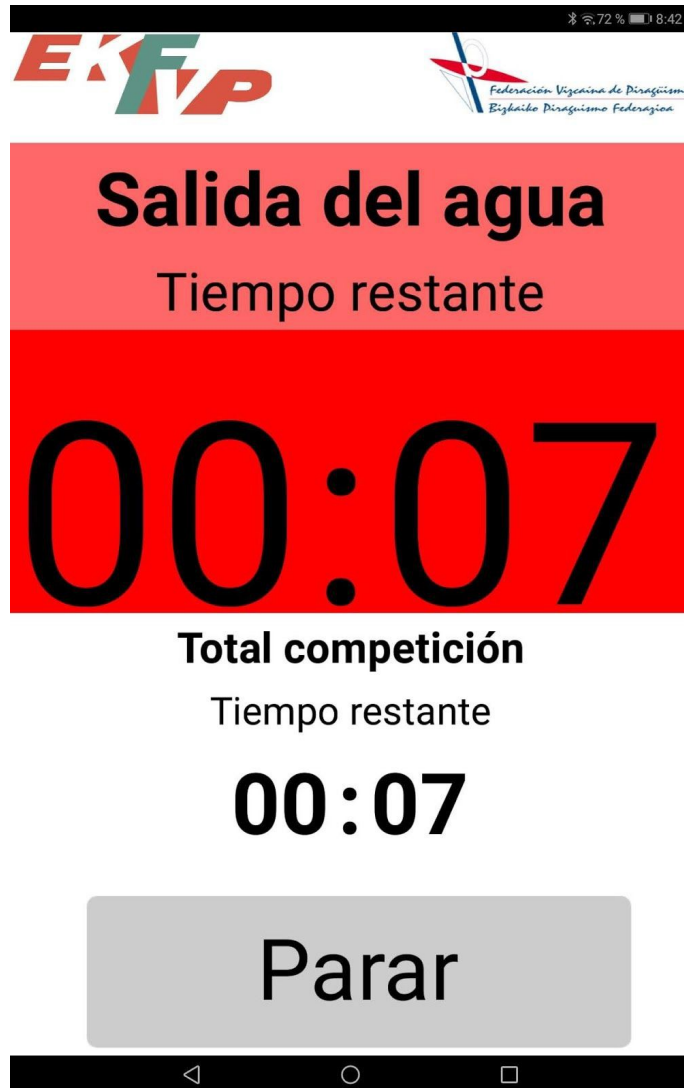 72 % 8:42
EKFVP
Federación Vizcaina de Piragüism
Bizkaiko Piraguismo Federazioa
Salida del agua
Tiempo restante
00:07
Total competición
Tiempo restante
00:07
Parar